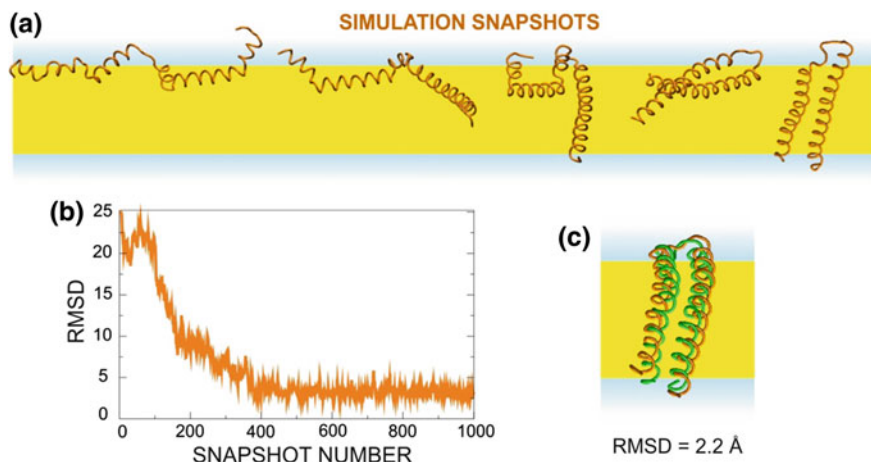 (a)
SIMULATION SNAPSHOTS
(b)
25
20
15
10
5
0
RMSD
0 200 400 600 800 1000
SNAPSHOT NUMBER
(c)
RMSD = 2.2 Å